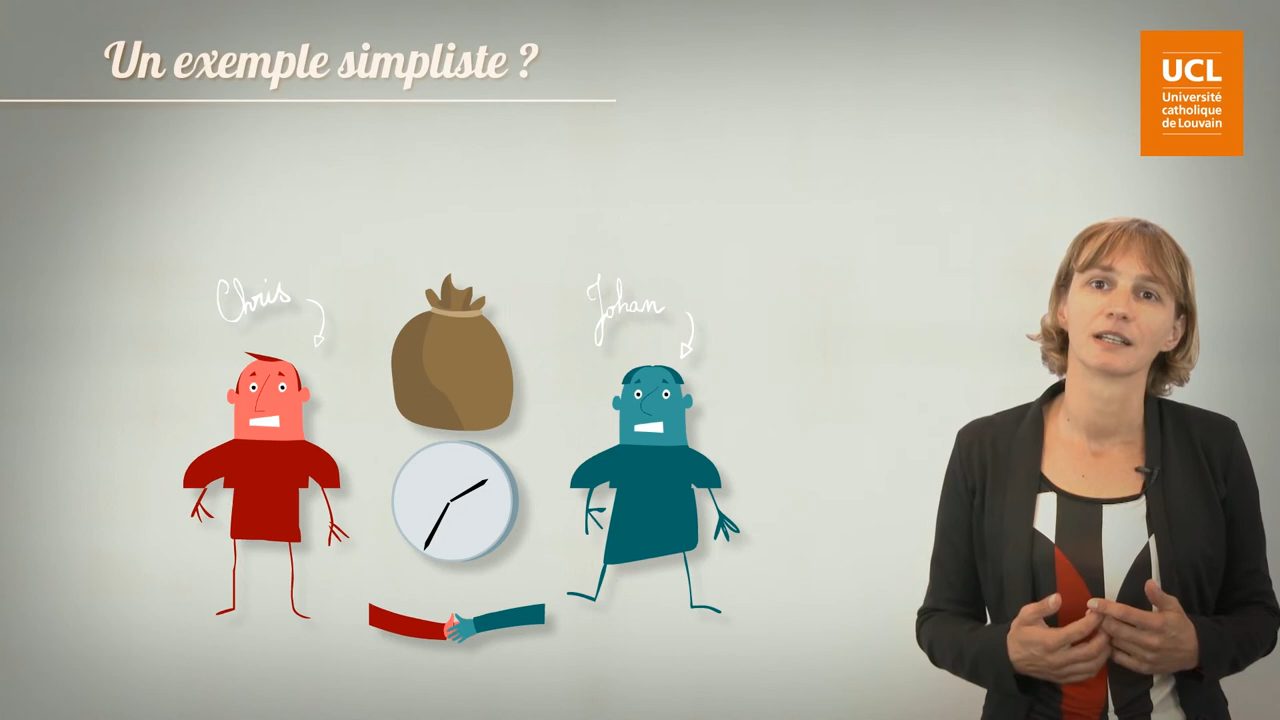 Un exemple simpliste ?
UCL
Université
catholique
de Louvain
Chris
Johan